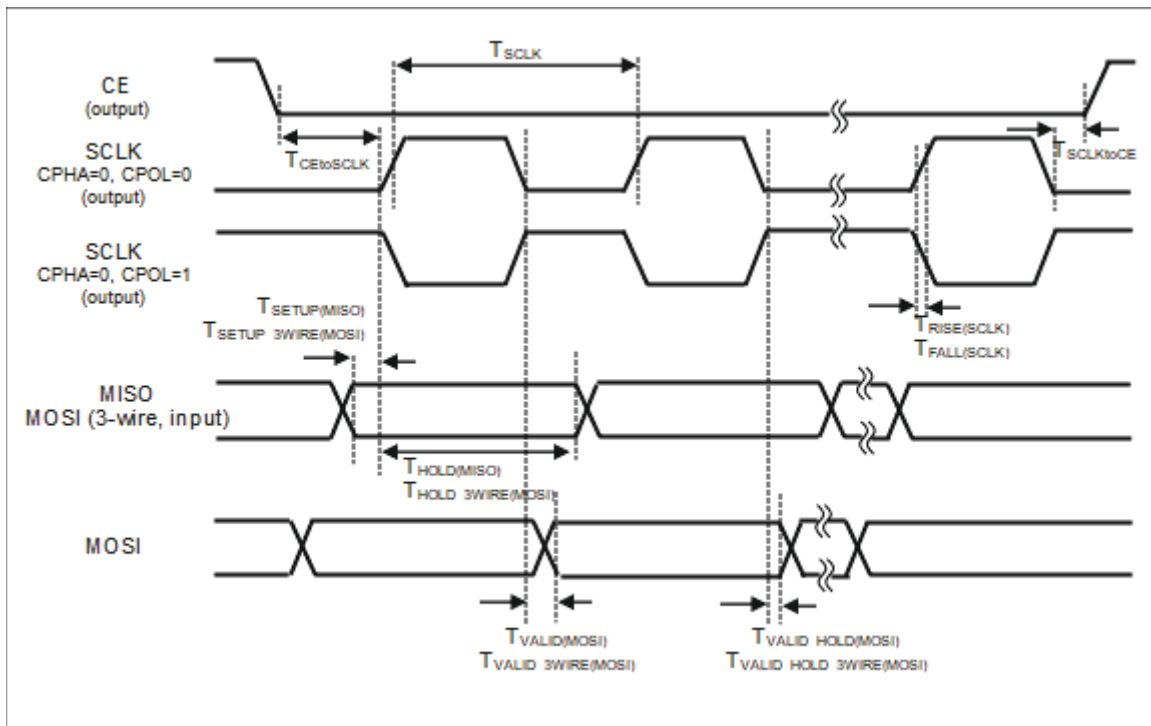 TSCLK
CE
(output)
TCEtoSCLK
TSCLKtoCE
SCLK
CPHA=0, CPOL=0
(output)
SCLK
CPHA=0, CPOL=1
(output)
TSETUP(MISO)
TSETUP 3WIRE(MOSI)
TRISE(SCLK)
TFALL(SCLK)
MISO
MOSI (3-wire, input)
THOLD(MISO)
THOLD 3WIRE(MOSI)
MOSI
TVALID(MOSI)
TVALID 3WIRE(MOSI)
TVALID HOLD(MOSI)
TVALID HOLD 3WIRE(MOSI)